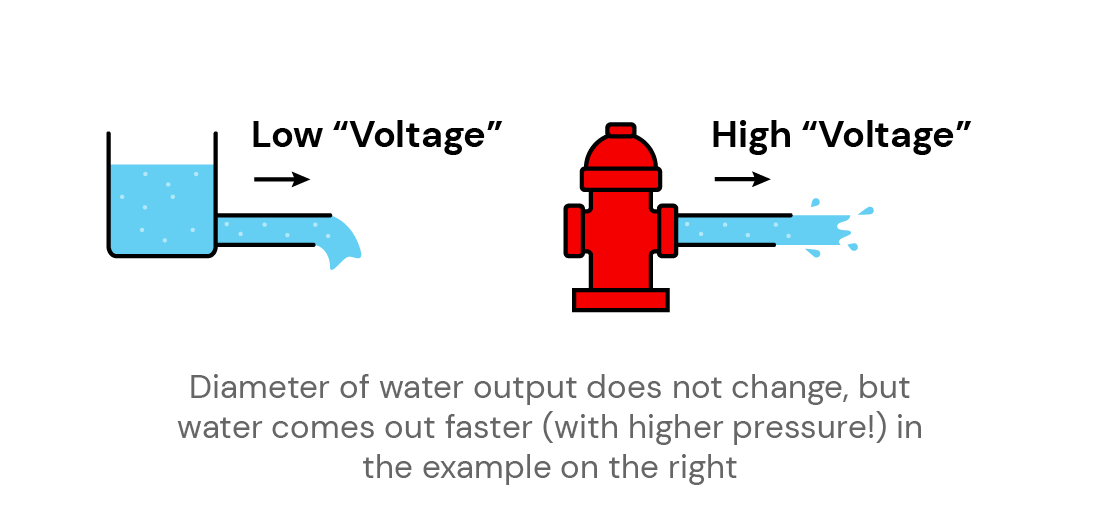 Low “Voltage”
High “Voltage”
Diameter of water output does not change, but
water comes out faster (with higher pressure!) in
the example on the right